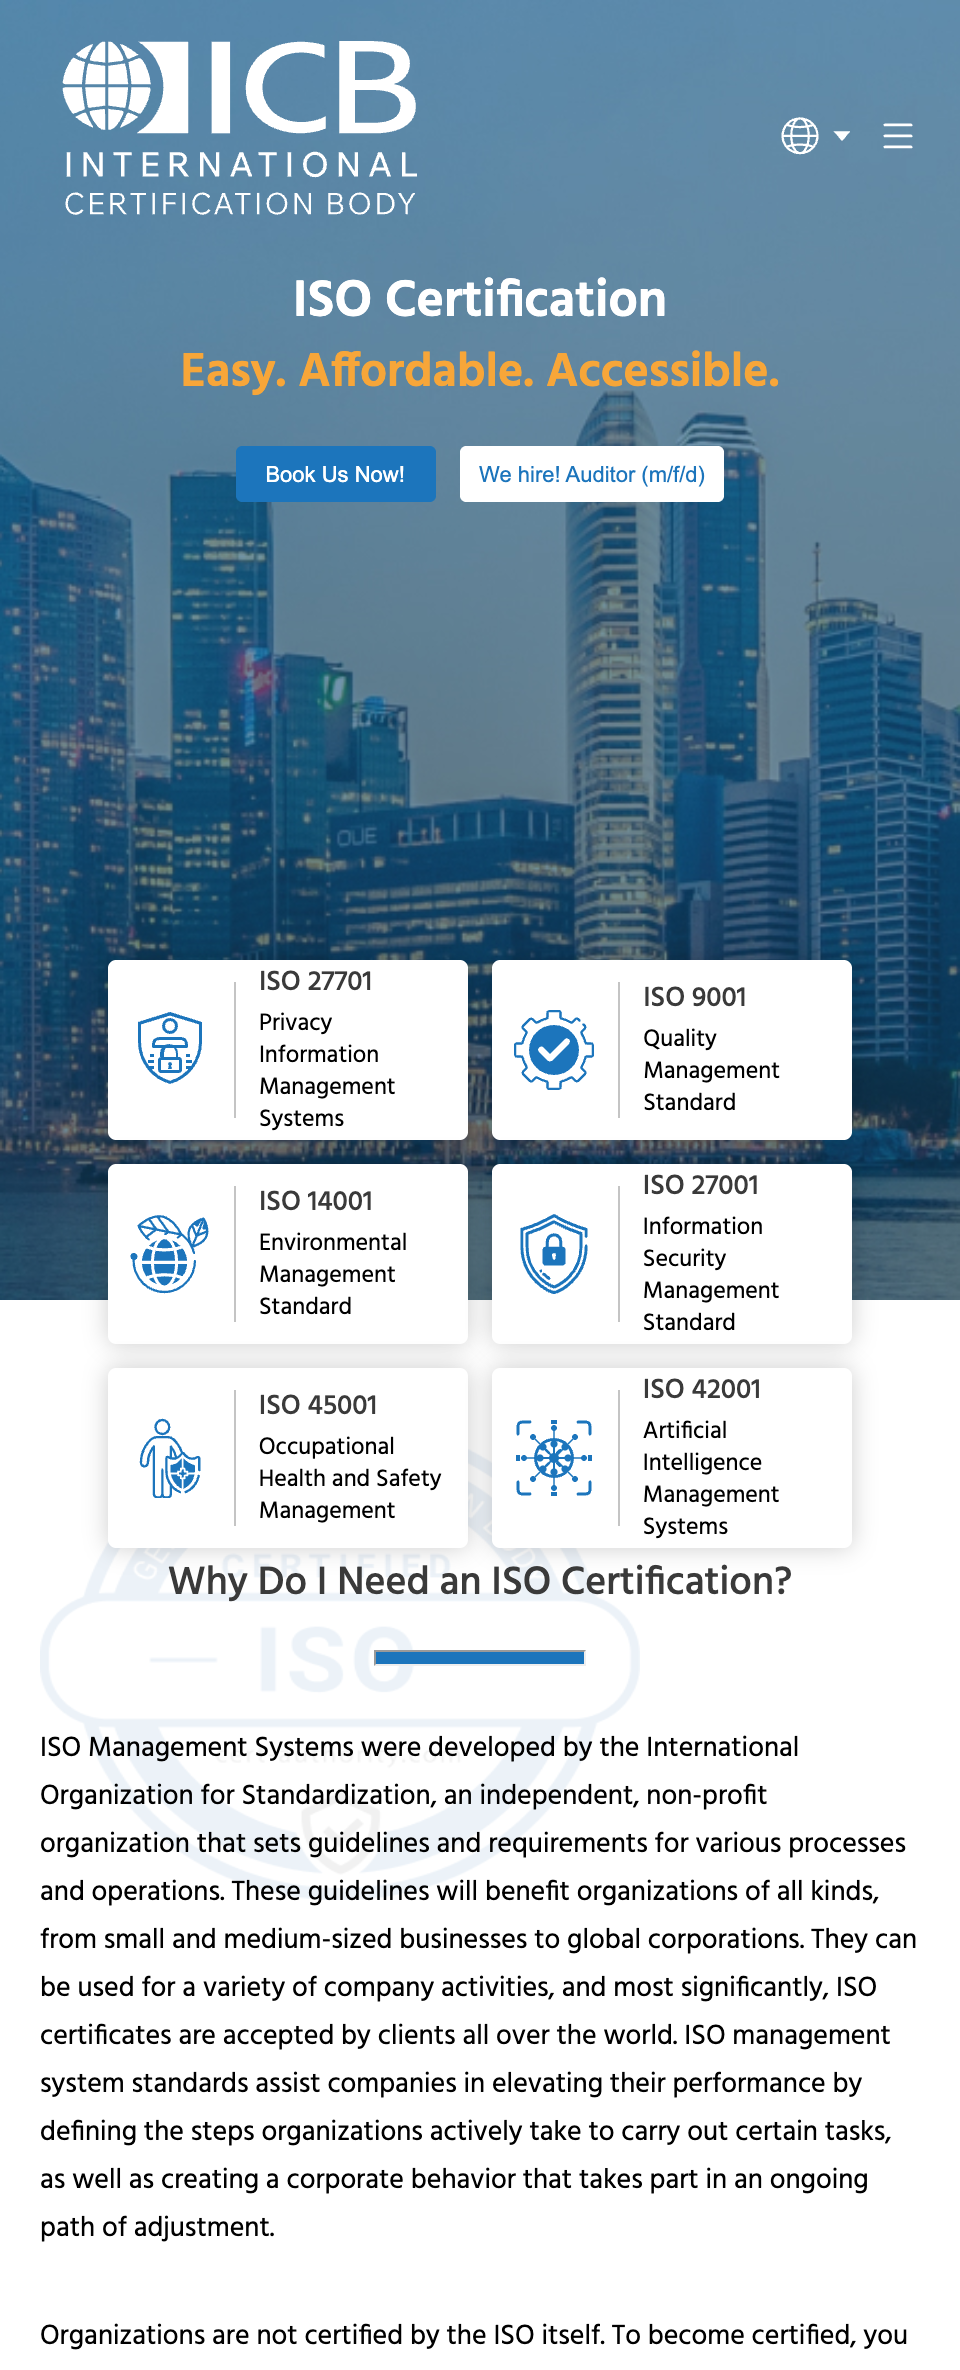 ICB
INTERNATIONAL
CERTIFICATION BODY
ISO Certification
Easy. Affordable. Accessible.
Book Us Now!
We hire! Auditor (m/f/d)
OUE
ISO 27701
Privacy
Information
Management
Systems
ISO 9001
Quality
Management
Standard
ISO 14001
Environmental
Management
Standard
ISO 27001
Information
Security
Management
Standard
ISO 45001
Occupational
Health and Safety
Management
ISO 42001
Artificial
Intelligence
Management
Systems
CERTIFIED
Why Do I Need an ISO Certification?
ISO
ISO Management Systems were developed by the International
Organization for Standardization, an independent, non-profit
organization that sets guidelines and requirements for various processes
and operations. These guidelines will benefit organizations of all kinds,
from small and medium-sized businesses to global corporations. They can
be used for a variety of company activities, and most significantly, ISO
certificates are accepted by clients all over the world. ISO management
system standards assist companies in elevating their performance by
defining the steps organizations actively take to carry out certain tasks,
as well as creating a corporate behavior that takes part in an ongoing
path of adjustment.
Organizations are not certified by the ISO itself. To become certified, you